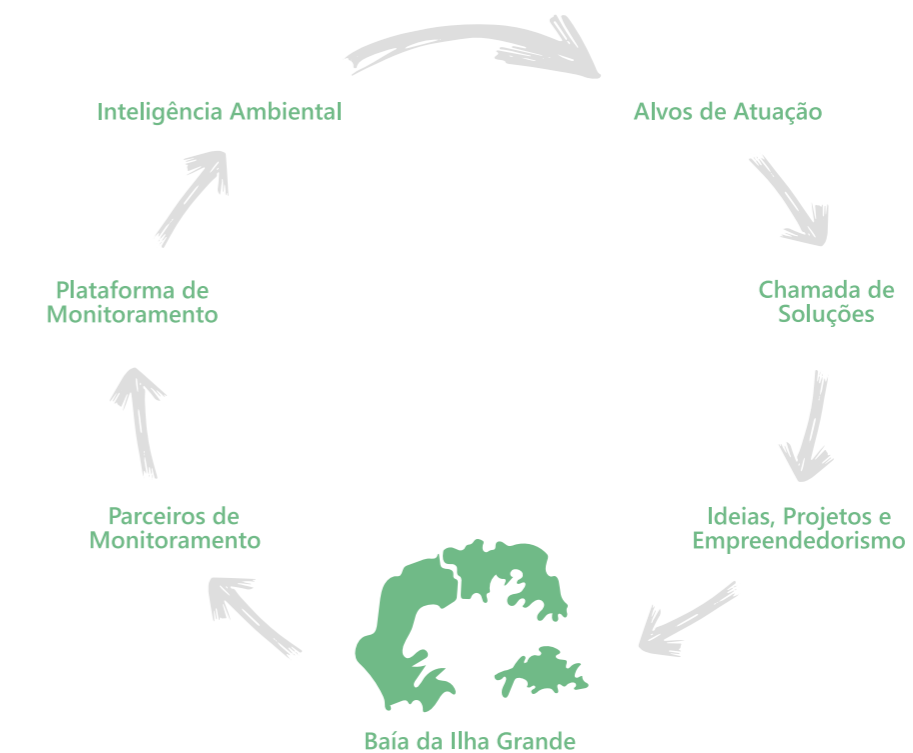 Inteligência Ambiental
Alvos de Atuação
Plataforma de
Monitoramento
Chamada de
Soluções
Parceiros de
Monitoramento
Ideias, Projetos e
Empreendedorismo
Baía da Ilha Grande